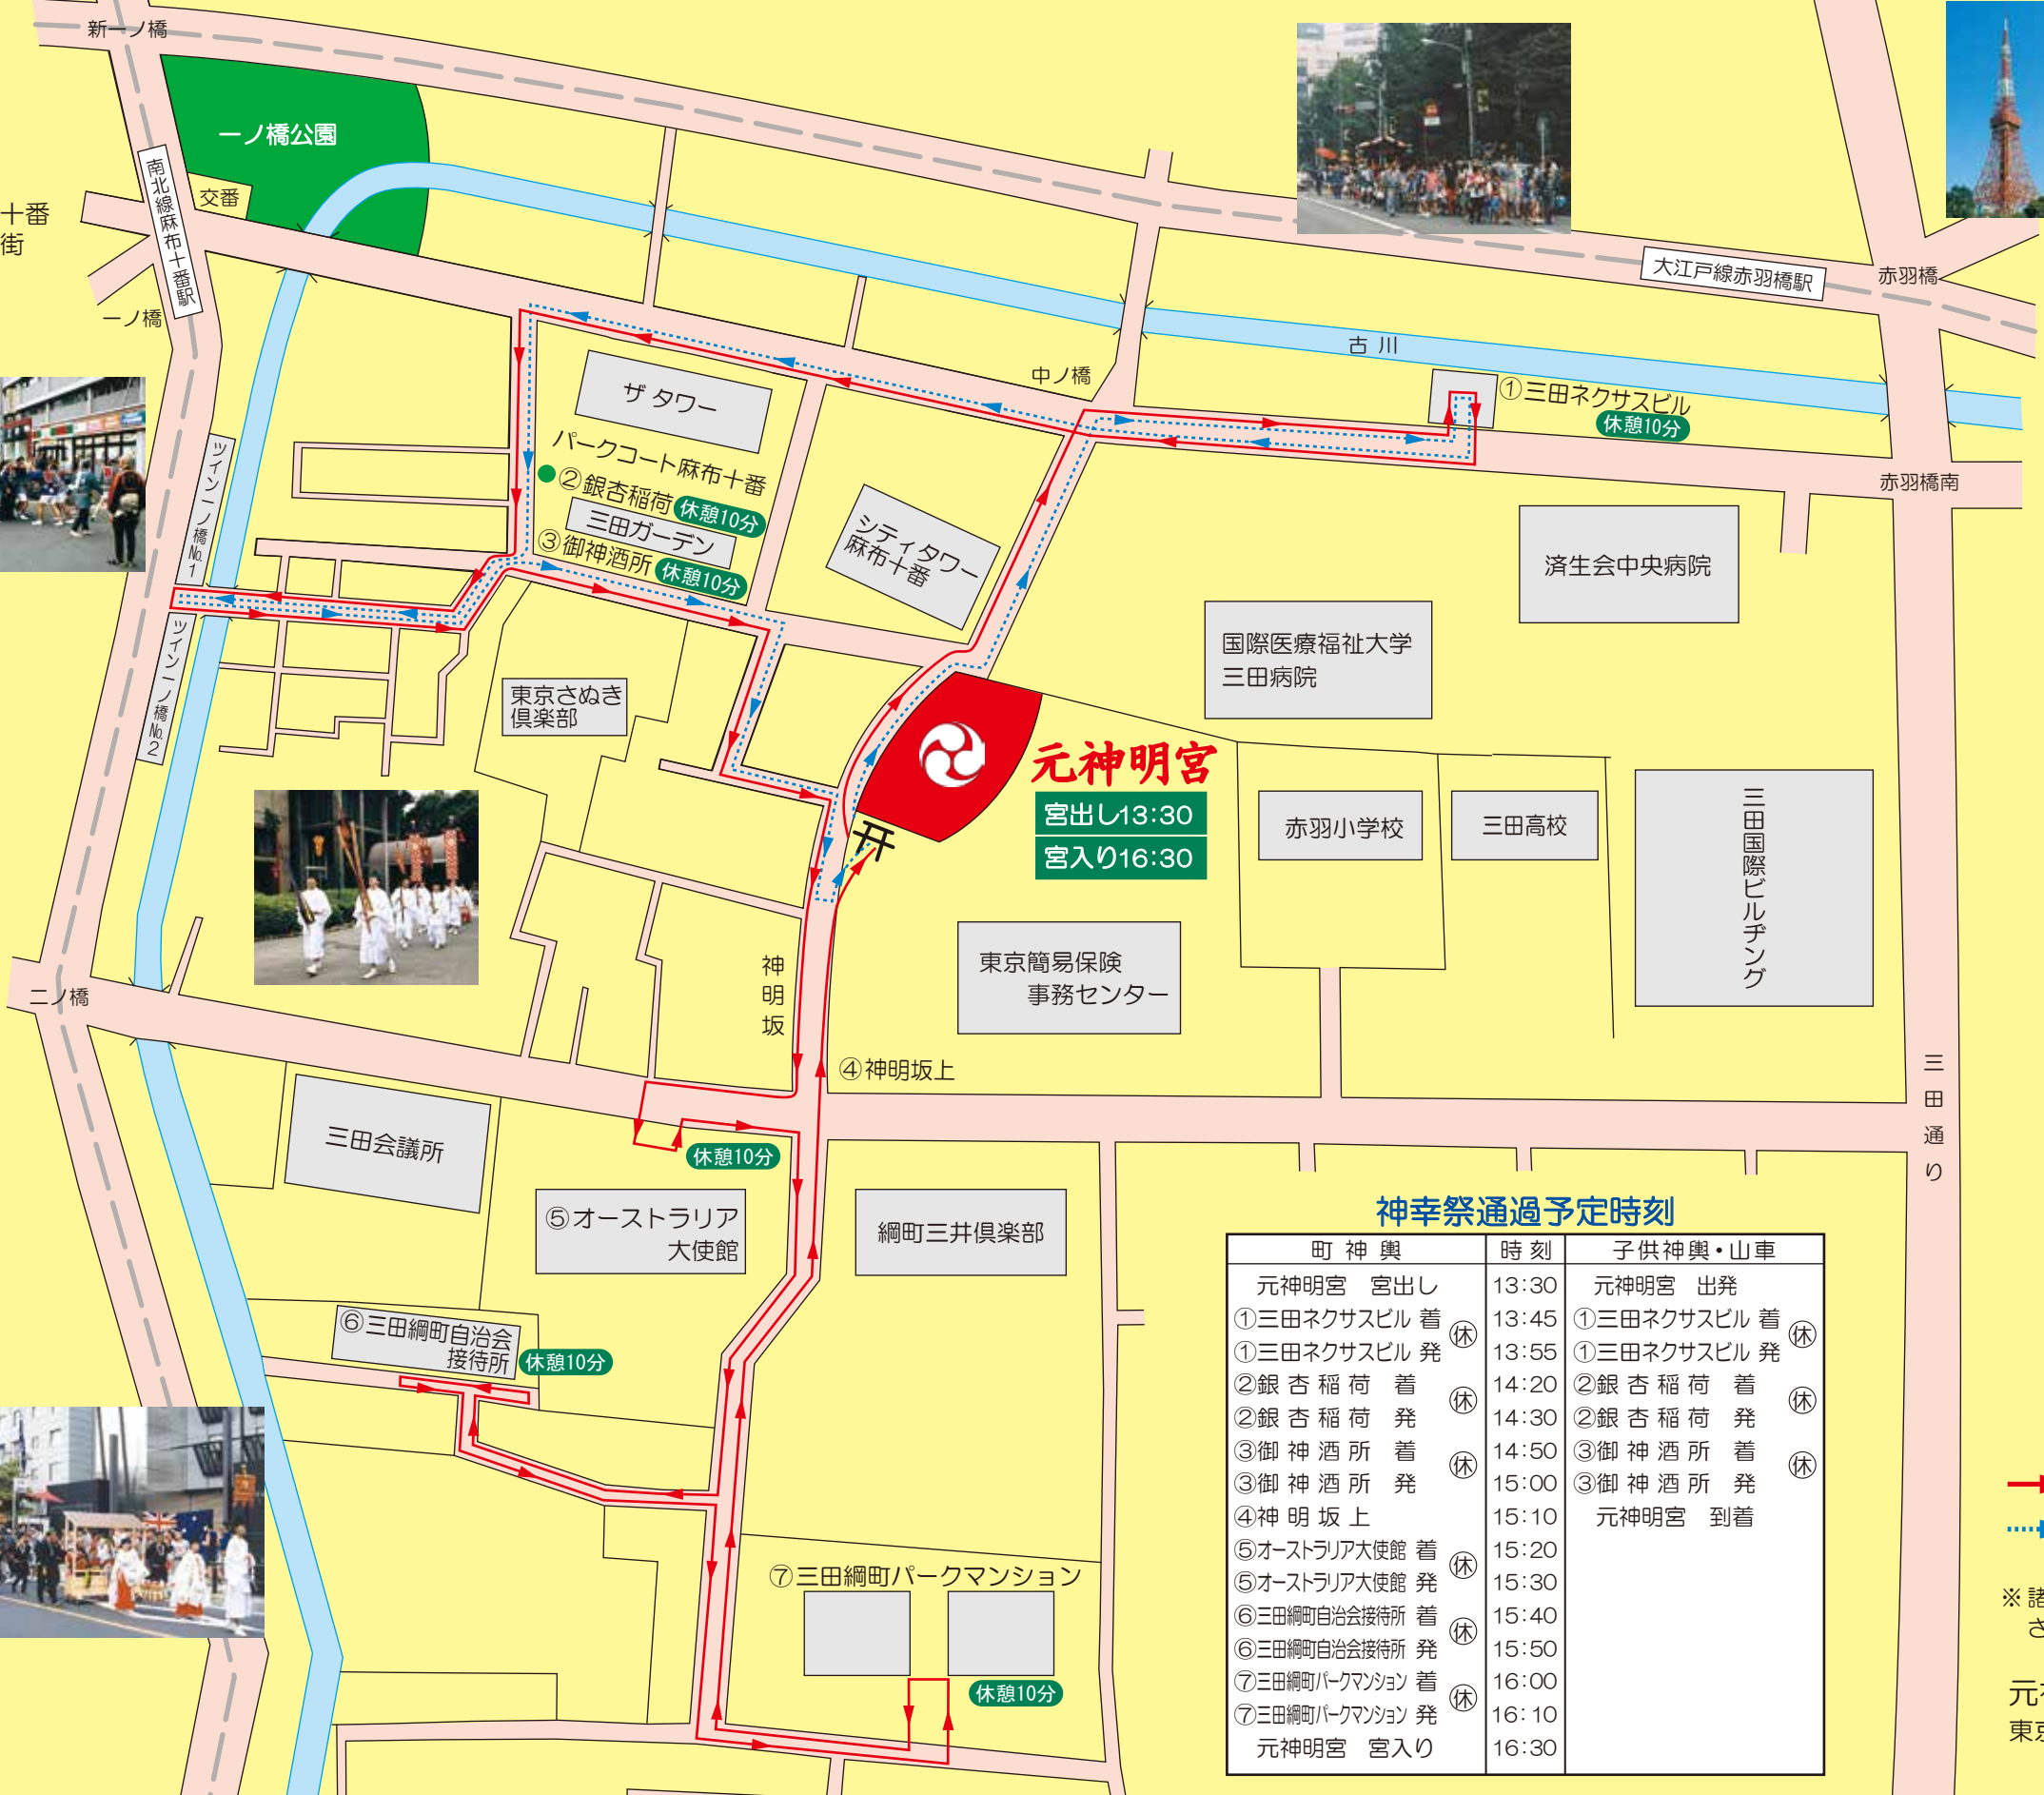 新一ノ橋
一ノ橋公園
交番
南北線麻布十番駅
十番
街
一ノ橋
大江戸線赤羽橋駅
赤羽橋
古川
中ノ橋
①三田ネクサスビル
休憩10分
赤羽橋南
ザ タワー
パークコート麻布十番
②銀杏稲荷
休憩10分
三田ガーデン
③御神酒所
休憩10分
シティタワー
麻布十番
ツイン一ノ橋№1
ツイン一ノ橋№2
済生会中央病院
国際医療福祉大学
三田病院
東京さぬき
倶楽部
元神明宮
宮出し13:30
宮入り16:30
赤羽小学校
三田高校
三田国際ビルヂング
東京簡易保険
事務センター
神明坂
二ノ橋
④神明坂上
三田通り
三田会議所
休憩10分
⑤オーストラリア
大使館
綱町三井倶楽部
⑥三田綱町自治会
接待所
休憩10分
⑦三田綱町パークマンション
休憩10分
神幸祭通過予定時刻
町神輿 時刻 子供神輿・山車
元神明宮 宮出し 13:30 元神明宮 出発
①三田ネクサスビル 着 13:45 ①三田ネクサスビル 着
休 休
①三田ネクサスビル 発 13:55 ①三田ネクサスビル 発
②銀杏稲荷 着 14:20 ②銀杏稲荷 着
休 休
②銀杏稲荷 発 14:30 ②銀杏稲荷 発
③御神酒所 着 14:50 ③御神酒所 着
休 休
③御神酒所 発 15:00 ③御神酒所 発
④神明坂上 15:10 元神明宮 到着
⑤オーストラリア大使館 着 15:20
休
⑤オーストラリア大使館 発 15:30
⑥三田綱町自治会接待所 着 15:40
休
⑥三田綱町自治会接待所 発 15:50
⑦三田綱町パークマンション 着 16:00
休
⑦三田綱町パークマンション 発 16:10
元神明宮 宮入り 16:30
※諸
さ
元
東